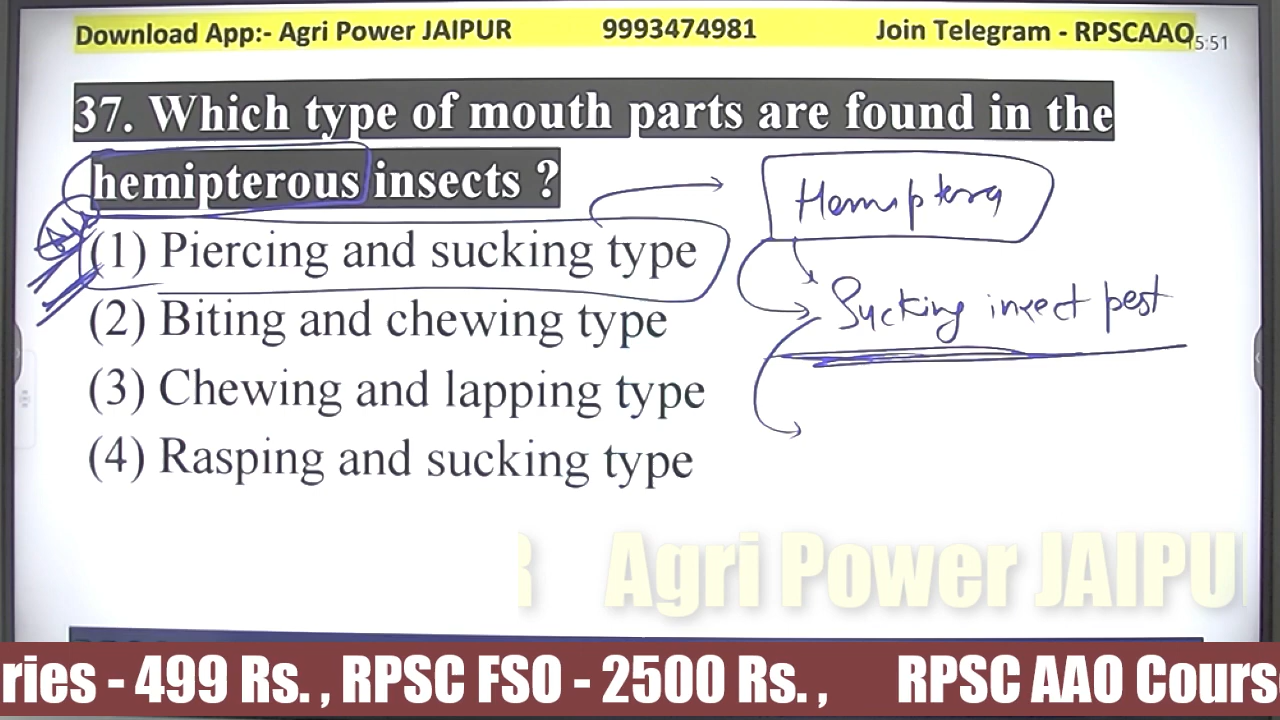 Download App:- Agri Power JAIPUR 9993474981 Join Telegram - RPSCAAO
15:51
37. Which type of mouth parts are found in the
hemipterous insects ?
Hemiptera
(1) Piercing and sucking type
Sucking insect pest
(2) Biting and chewing type
(3) Chewing and lapping type
(4) Rasping and sucking type
R Agri Power JAIPU
ries - 499 Rs. , RPSC FSO - 2500 Rs. , RPSC AAO Cours